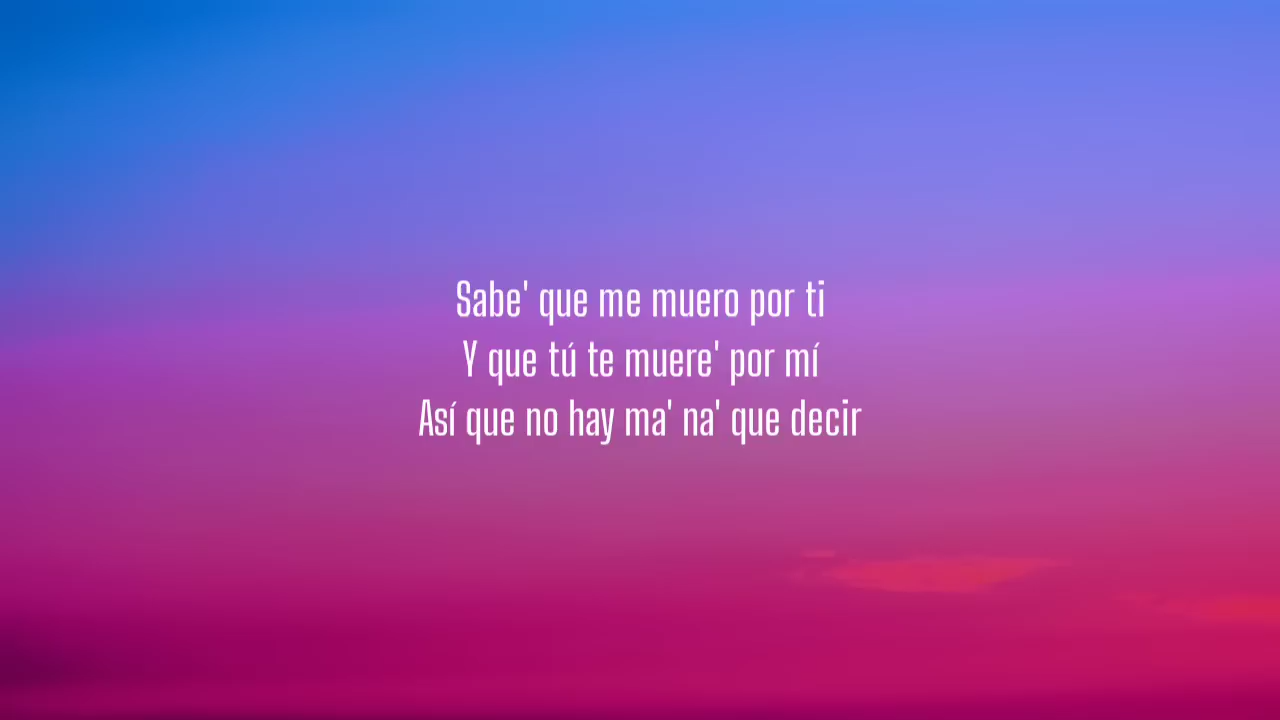 Sabe' que me muero por ti
Y que tú te muere' por mí
Así que no hay ma' na' que decir